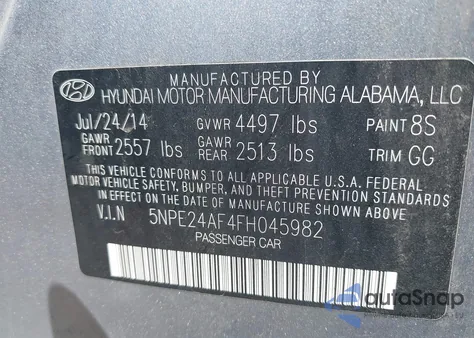 MANUFACTURED BY
HYUNDAI MOTOR MANUFACTURING ALABAMA, LLC
Jul/24/14 GVWR 4497 lbs PAINT 8S
GAWR FRONT 2557 lbs GAWR REAR 2513 lbs TRIM GG
THIS VEHICLE CONFORMS TO ALL APPLICABLE U.S.A. FEDERAL
MOTOR VEHICLE SAFETY, BUMPER, AND THEFT PREVENTION STANDARDS
IN EFFECT ON THE DATE OF MANUFACTURE SHOWN ABOVE.
V.I.N 5NPE24AF4FH045982
PASSENGER CAR
autoSnap